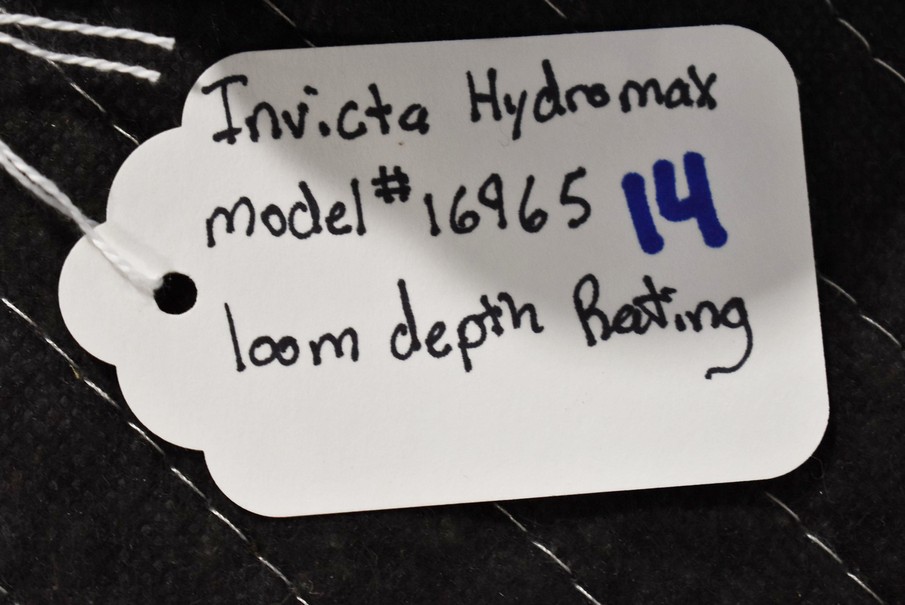 Invicta Hydromax
model # 16965 14
100m depth Rating